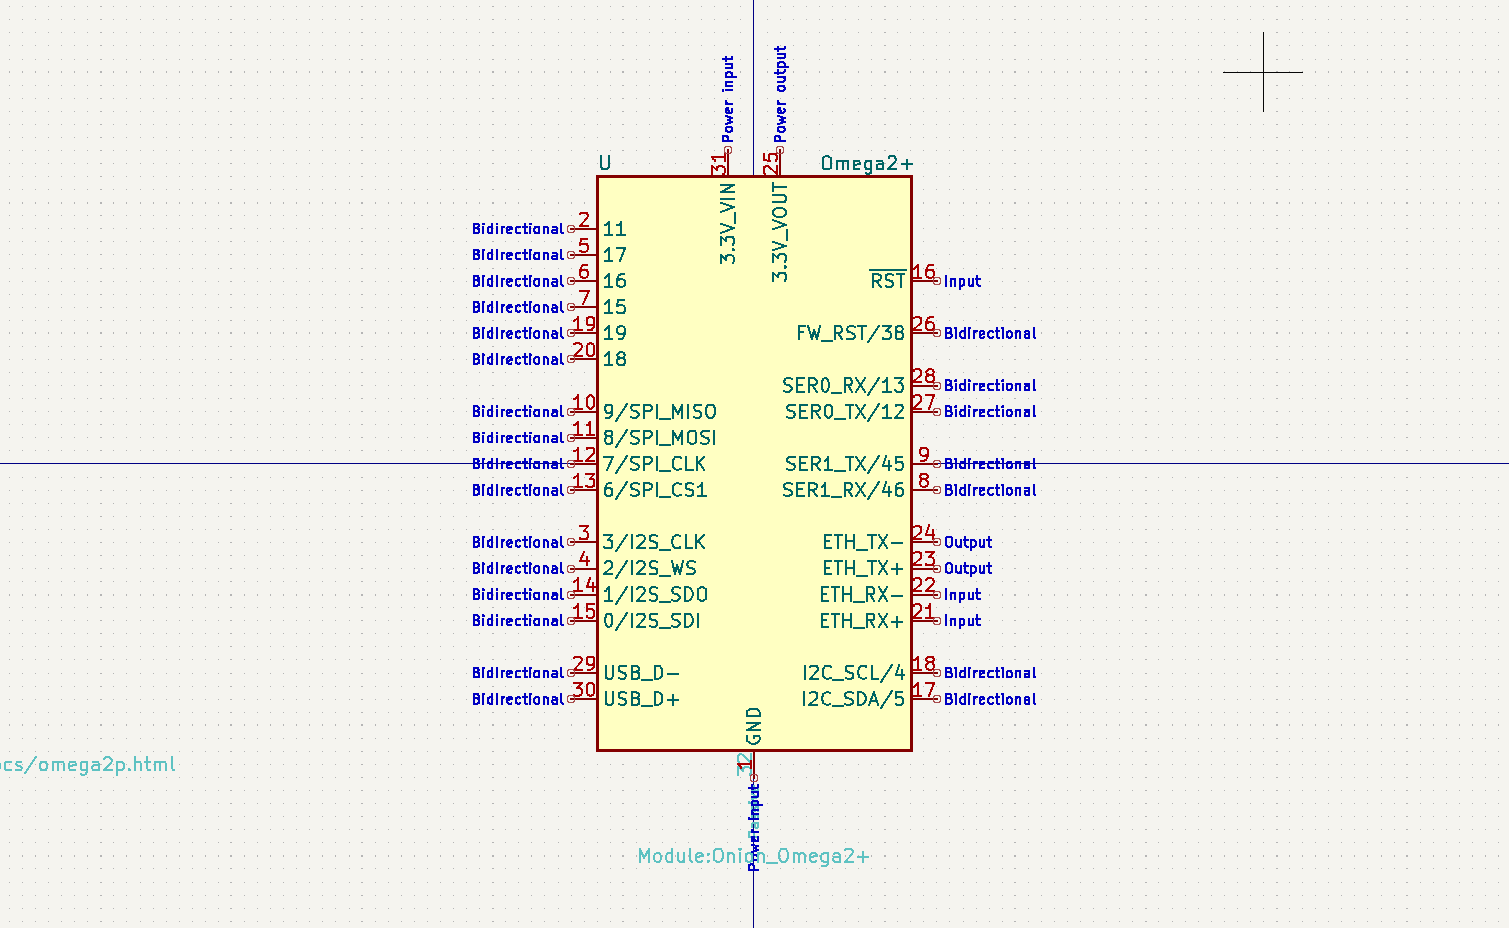 Power input
Power output
31
25
U
Omega2+
3.3V_VIN
3.3V_VOUT
Bidirectional 2 11
Bidirectional 5 17
Bidirectional 6 16
RST 16 Input
Bidirectional 7 15
Bidirectional 19 19
FW_RST/38 26 Bidirectional
Bidirectional 20 18
SER0_RX/13 28 Bidirectional
Bidirectional 10 9/SPI_MISO
SER0_TX/12 27 Bidirectional
Bidirectional 11 8/SPI_MOSI
Bidirectional 12 7/SPI_CLK
SER1_TX/45 9 Bidirectional
Bidirectional 13 6/SPI_CS1
SER1_RX/46 8 Bidirectional
Bidirectional 3 3/I2S_CLK
ETH_TX- 24 Output
Bidirectional 4 2/I2S_WS
ETH_TX+ 23 Output
Bidirectional 14 1/I2S_SDO
ETH_RX- 22 Input
Bidirectional 15 0/I2S_SDI
ETH_RX+ 21 Input
Bidirectional 29 USB_D-
I2C_SCL/4 18 Bidirectional
Bidirectional 30 USB_D+
I2C_SDA/5 17 Bidirectional
GND
1
32
ocs/omega2p.html
Power input
Module:Onion_Omega2+